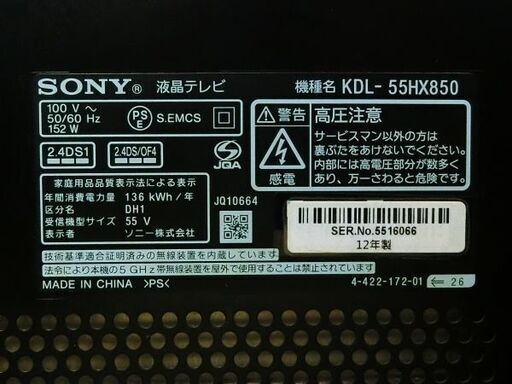 SONY® 液晶テレビ
機種名 KDL- 55HX850
100 V～
50/60 Hz
152 W
PSE
S.EMCS
2.4DS1
2.4DS/OF4
JQA
警告 高圧注意
感電
サービスマン以外の方は
裏ぶたをあけないでください。
内部には高電圧部分が数多く
あり、万一さわると危険です。
家庭用品品質表示法による表示
年間消費電力量 136 kWh/年
区分名 DH1
受信機型サイズ 55 V
ソニー株式会社
JQ10664
SER.No.5516066
12年製
技術基準適合証明済の無線装置を内蔵しています。
法令により本機の5GHz帯無線装置を屋外で使用することは禁止されています。
MADE IN CHINA >PS<
4-422-172-01 26